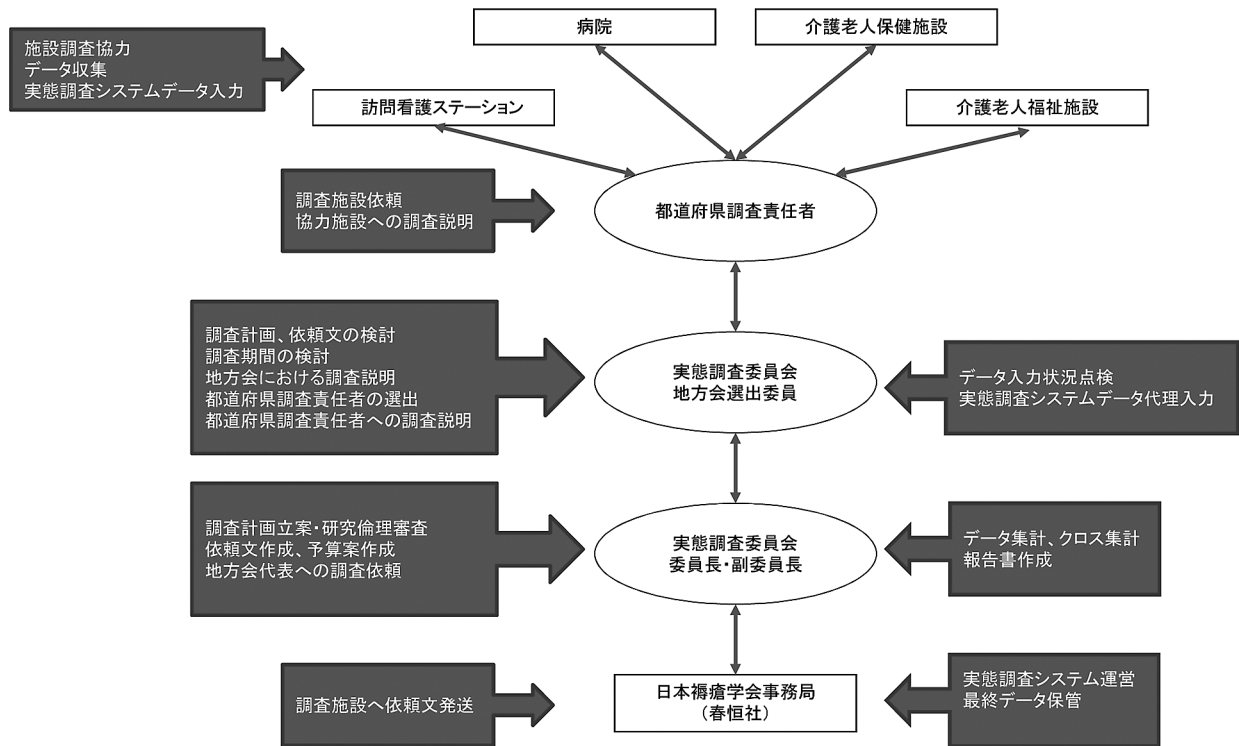 病院
介護老人保健施設
施設調査協力
データ収集
実態調査システムデータ入力
訪問看護ステーション
介護老人福祉施設
調査施設依頼
協力施設への調査説明
都道府県調査責任者
調査計画、依頼文の検討
調査期間の検討
地方会における調査説明
都道府県調査責任者の選出
都道府県調査責任者への調査説明
実態調査委員会
地方会選出委員
データ入力状況点検
実態調査システムデータ代理入力
調査計画立案・研究倫理審査
依頼文作成、予算案作成
地方会代表への調査依頼
実態調査委員会
委員長・副委員長
データ集計、クロス集計
報告書作成
調査施設へ依頼文発送
日本褥瘡学会事務局
（春恒社）
実態調査システム運営
最終データ保管